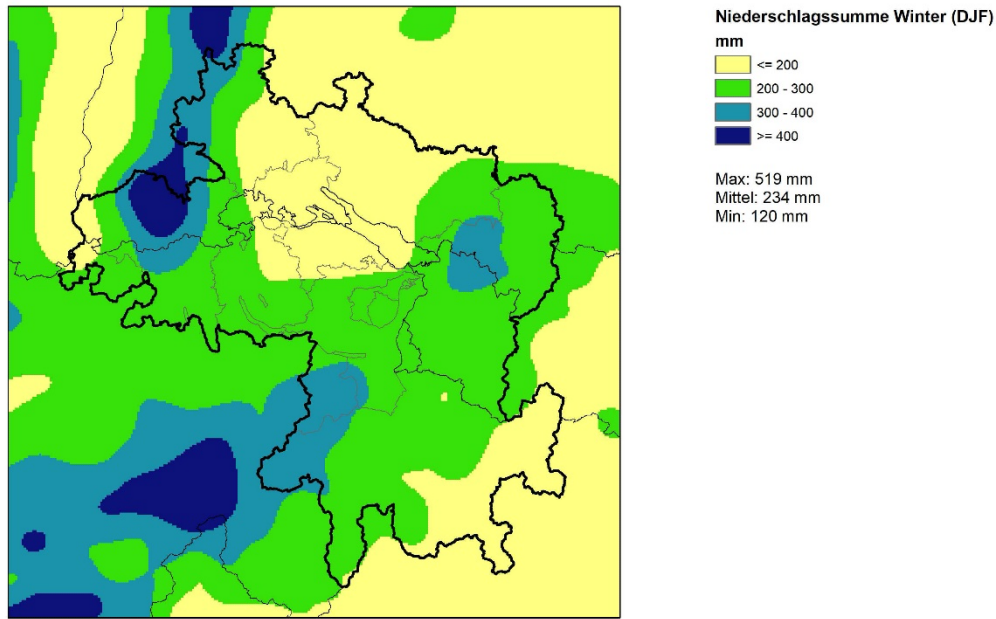 Niederschlagssumme Winter (DJF)
mm
<= 200
200 - 300
300 - 400
>= 400
Max: 519 mm
Mittel: 234 mm
Min: 120 mm